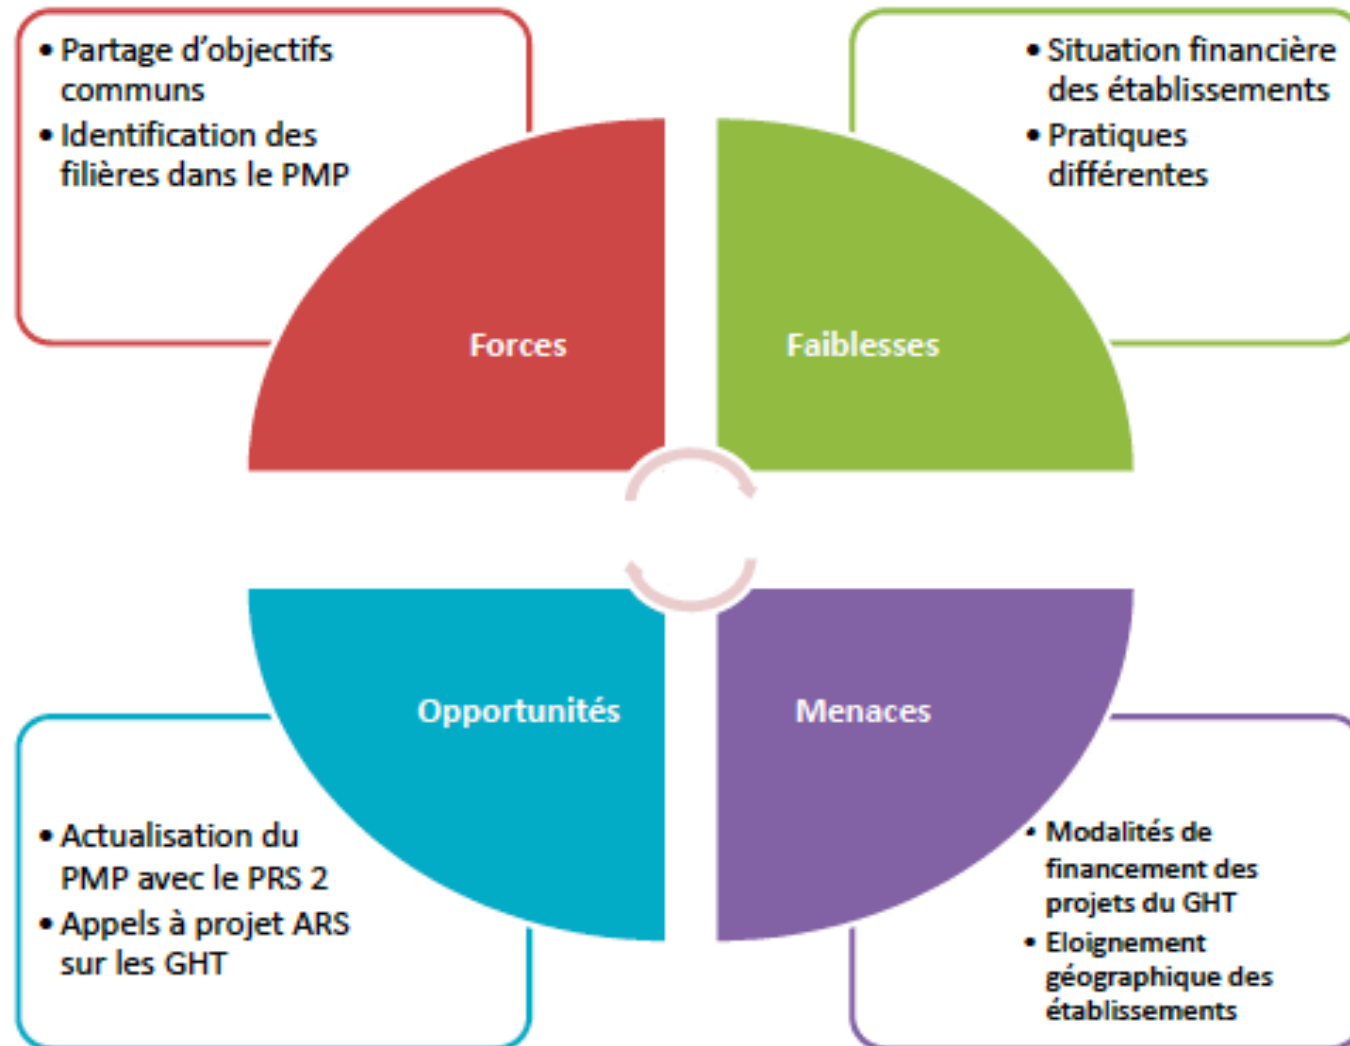 • Partage d’objectifs
communs
• Identification des
filières dans le PMP
• Situation financière
des établissements
• Pratiques
différentes
Forces
Faiblesses
Opportunités
Menaces
• Actualisation du
PMP avec le PRS 2
• Appels à projet ARS
sur les GHT
• Modalités de
financement des
projets du GHT
• Eloignement
géographique des
établissements